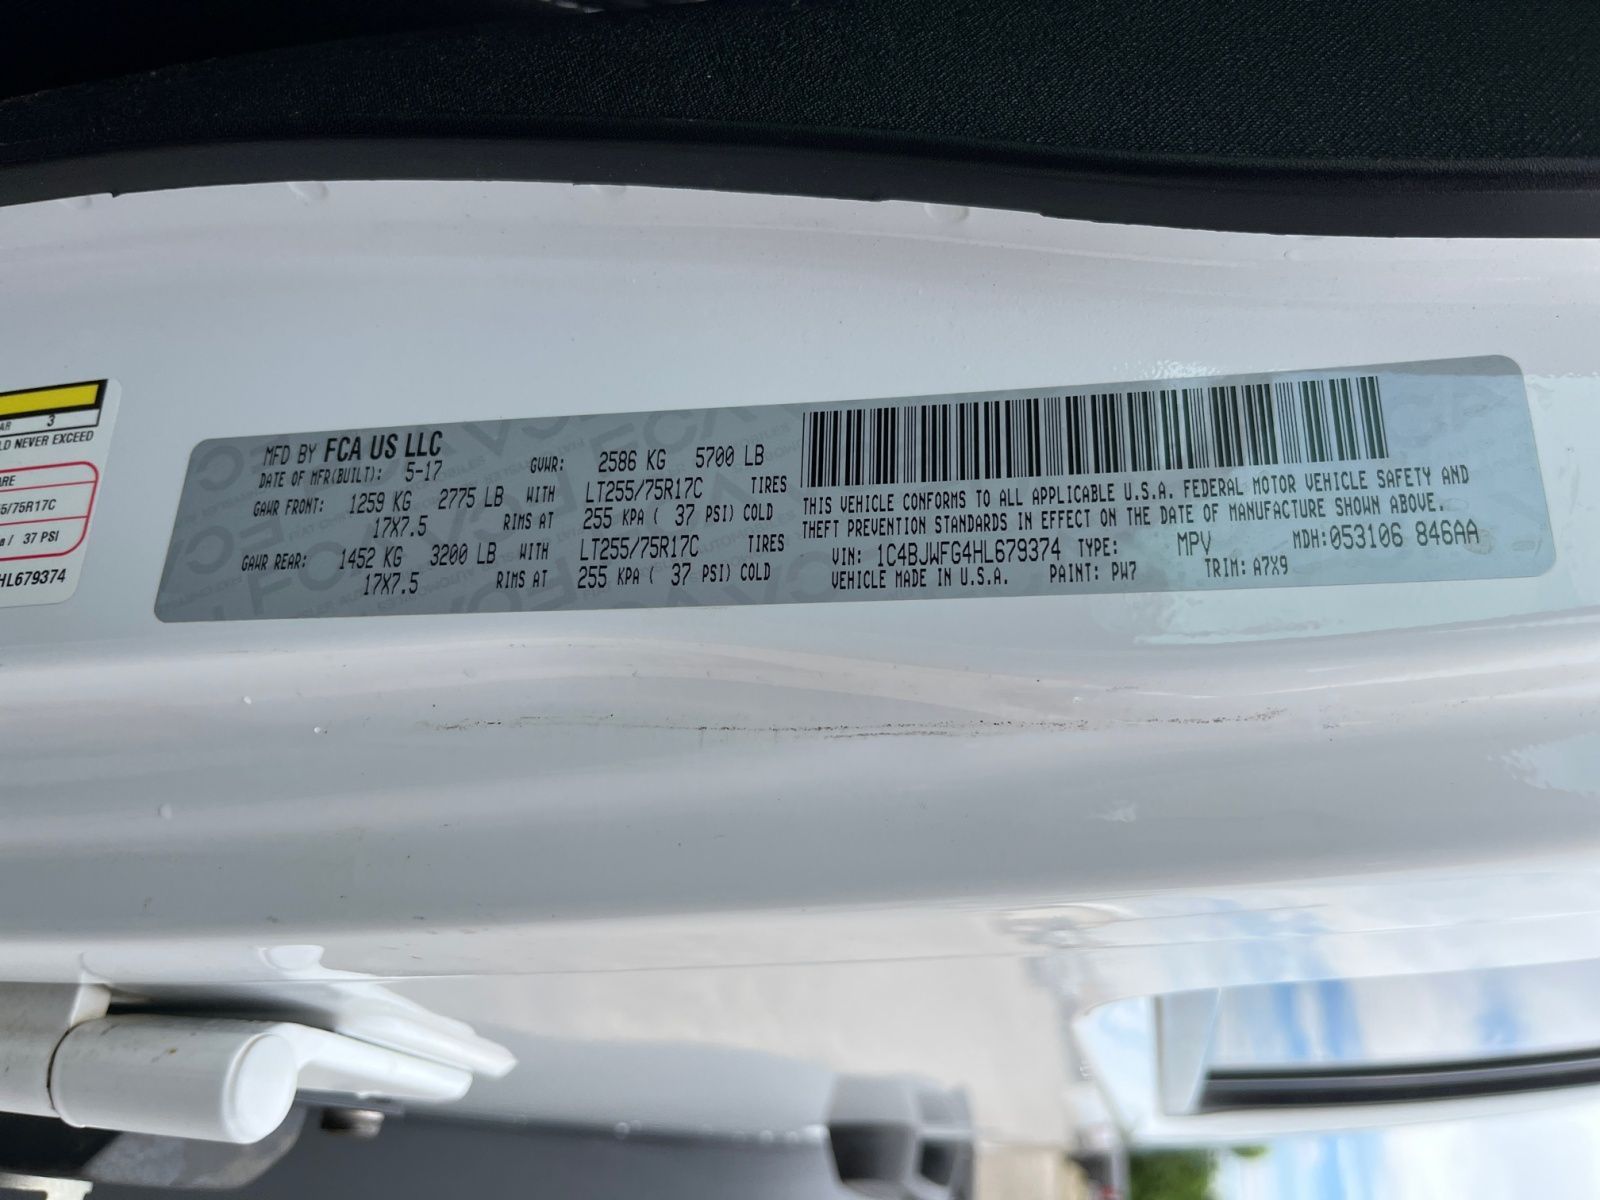 MFD BY FCA US LLC
DATE OF MFR(BUILT): 5-17
GVWR: 2586 KG 5700 LB
GAWR FRONT: 1259 KG 2775 LB WITH LT255/75R17C TIRES
17X7.5 RIMS AT 255 KPA ( 37 PSI) COLD
GAWR REAR: 1452 KG 3200 LB WITH LT255/75R17C TIRES
17X7.5 RIMS AT 255 KPA ( 37 PSI) COLD
THIS VEHICLE CONFORMS TO ALL APPLICABLE U.S.A. FEDERAL MOTOR VEHICLE SAFETY AND
THEFT PREVENTION STANDARDS IN EFFECT ON THE DATE OF MANUFACTURE SHOWN ABOVE.
VIN: 1C4BJWFG4HL679374 TYPE: MPV MDH:053106 846AA
VEHICLE MADE IN U.S.A. PAINT: PW7 TRIM: A7X9
AR 3
LD NEVER EXCEED
ARE
5/75R17C
a / 37 PSI
HL679374